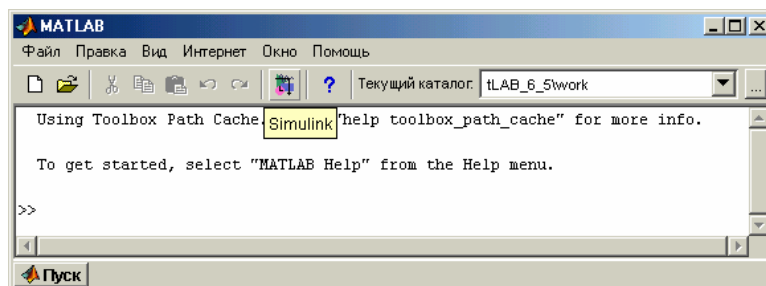 MATLAB
Файл Правка Вид Интернет Окно Помощь
? Текущий каталог: tLAB_6_5\work ...
Using Toolbox Path Cache. "help toolbox_path_cache" for more info.
Simulink
To get started, select "MATLAB Help" from the Help menu.
>>
Пуск